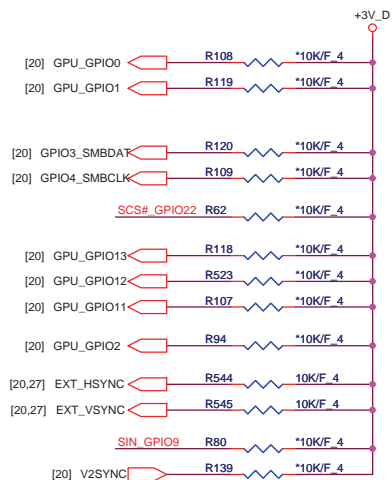 +3V_D
[20] GPU_GPIO0 R108 *10K/F_4
[20] GPU_GPIO1 R119 *10K/F_4
[20] GPIO3_SMBDAT R120 *10K/F_4
[20] GPIO4_SMBCLK R109 *10K/F_4
SCS#_GPIO22 R62 *10K/F_4
[20] GPU_GPIO13 R118 *10K/F_4
[20] GPU_GPIO12 R523 *10K/F_4
[20] GPU_GPIO11 R107 *10K/F_4
[20] GPU_GPIO2 R94 *10K/F_4
[20,27] EXT_HSYNC R544 10K/F_4
[20,27] EXT_VSYNC R545 10K/F_4
SIN_GPIO9 R80 *10K/F_4
[20] V2SYNC R139 *10K/F_4